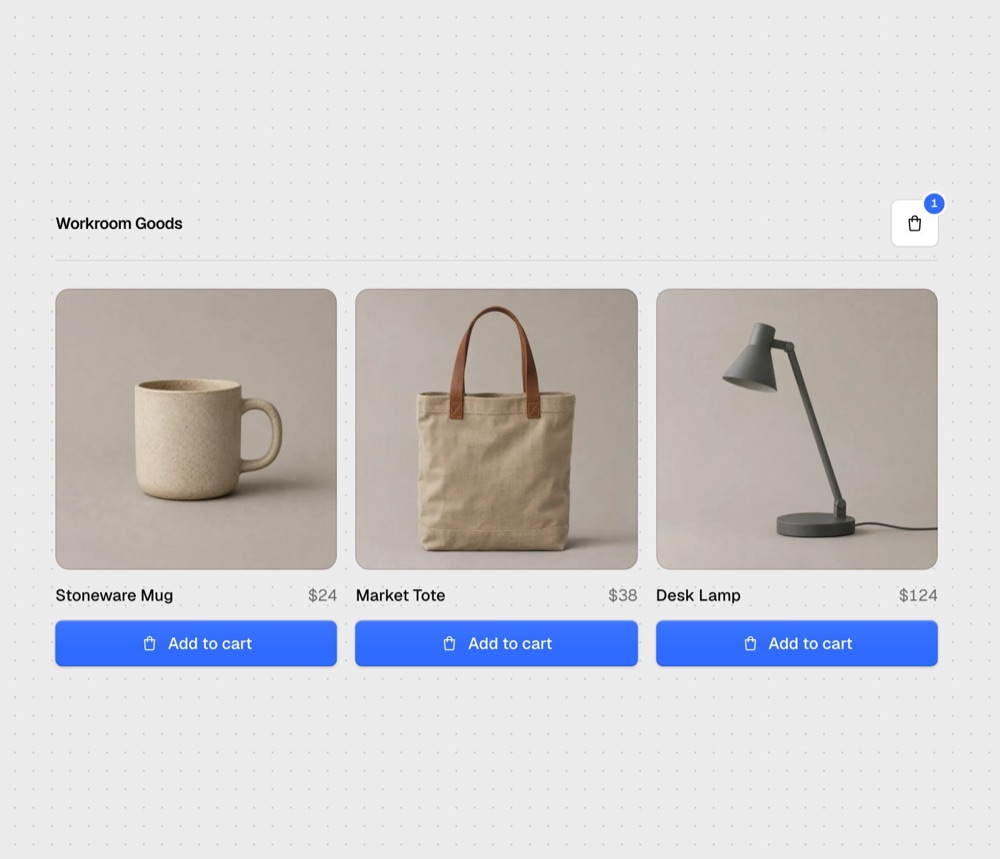 Workroom Goods
1
Stoneware Mug $24
Market Tote $38
Desk Lamp $124
Add to cart
Add to cart
Add to cart